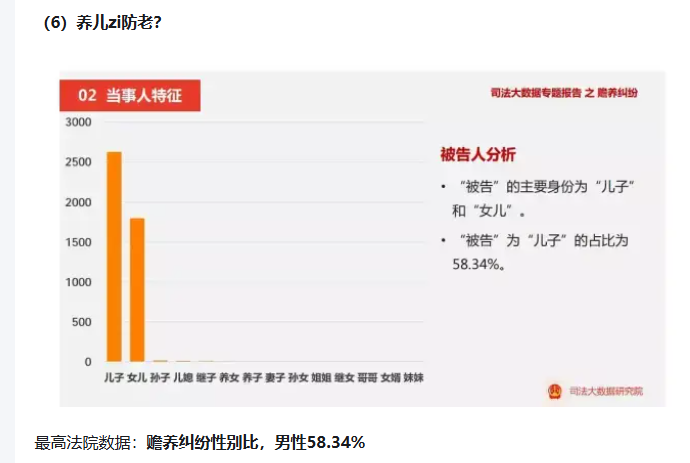 （6）养儿zi防老?
02 当事人特征
司法大数据专题报告 之 赡养纠纷
3000
2500
2000
1500
1000
500
0
儿子 女儿 孙子 儿媳 继子 养女 养子 妻子 孙女 姐姐 继女 哥哥 女婿 妹妹
被告人分析
• “被告”的主要身份为“儿子”
和“女儿”。
• “被告”为“儿子”的占比为
58.34%。
司法大数据研究院
最高法院数据：赡养纠纷性别比，男性58.34%